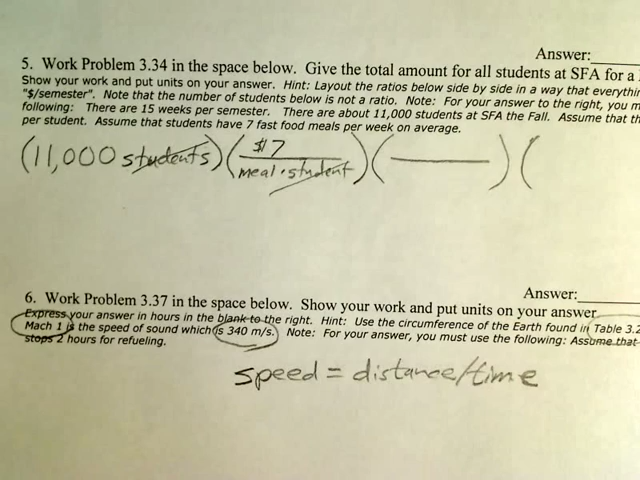 Answer:
5. Work Problem 3.34 in the space below. Give the total amount for all students at SFA for a
Show your work and put units on your answer. Hint: Layout the ratios below side by side in a way that everythin
"$/semester". Note that the number of students below is not a ratio. Note: For your answer to the right, you m
following: There are 15 weeks per semester. There are about 11,000 students at SFA the Fall. Assume that th
per student. Assume that students have 7 fast food meals per week on average.
(11,000 students) ($7 / meal·student) ( ) (
Answer:
6. Work Problem 3.37 in the space below. Show your work and put units on your answer
Express your answer in hours in the blank to the right. Hint: Use the circumference of the Earth found in Table 3.2
Mach 1 is the speed of sound which is 340 m/s. Note: For your answer, you must use the following: Assume that
stops 2 hours for refueling.
speed = distance/time